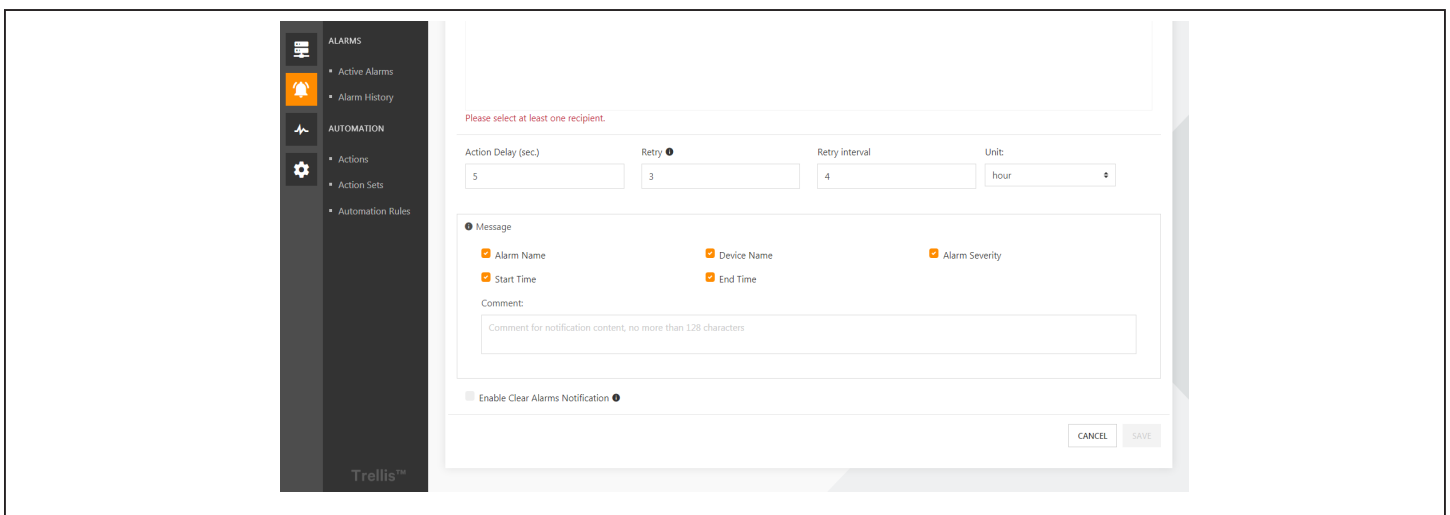 ALARMS
Active Alarms
Alarm History
AUTOMATION
Actions
Action Sets
Automation Rules
Trellis™
Please select at least one recipient.
Action Delay (sec.) Retry Retry interval Unit:
5 3 4 hour
Message
Alarm Name Device Name Alarm Severity
Start Time End Time
Comment:
Comment for notification content, no more than 128 characters
Enable Clear Alarms Notification
CANCEL SAVE